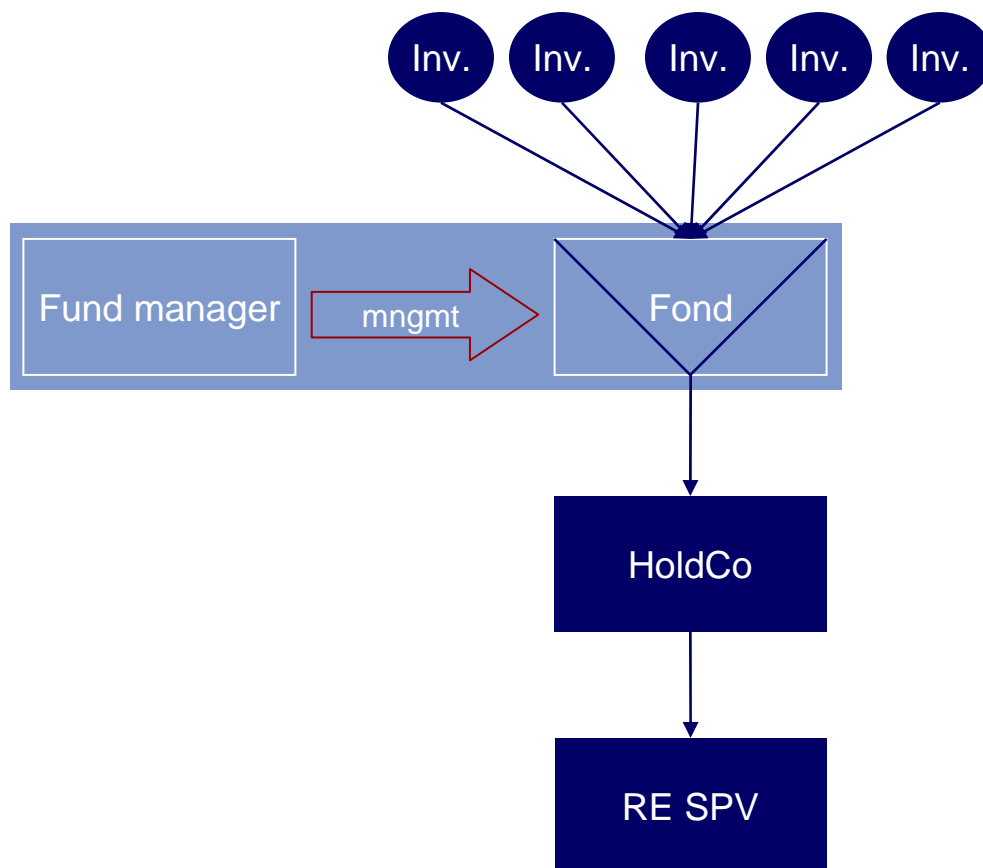 Inv.
Inv.
Inv.
Inv.
Inv.
Fund manager
mngmt
Fond
HoldCo
RE SPV